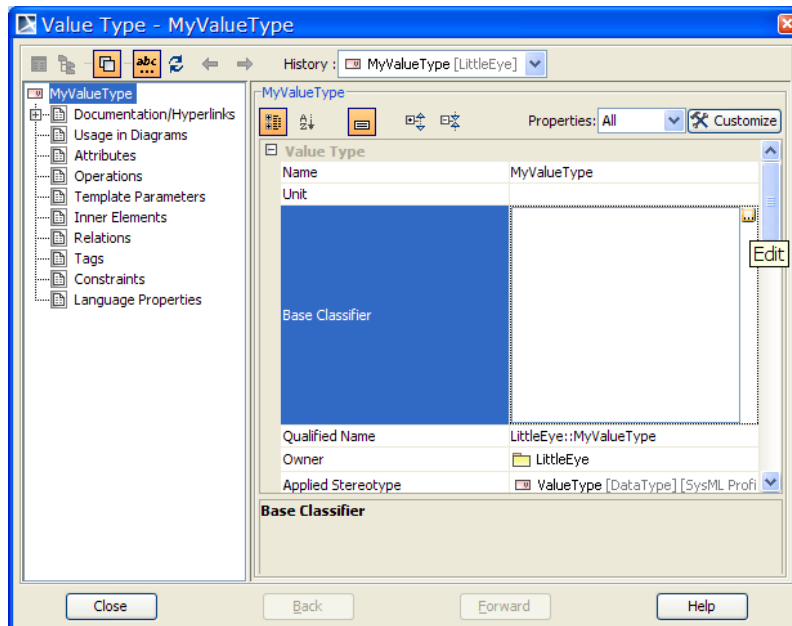 Value Type - MyValueType
abc
History : MyValueType [LittleEye]
MyValueType
Documentation/Hyperlinks
Usage in Diagrams
Attributes
Operations
Template Parameters
Inner Elements
Relations
Tags
Constraints
Language Properties
MyValueType
Properties: All Customize
Value Type
Name MyValueType
Unit
Edit
Base Classifier
Qualified Name LittleEye::MyValueType
Owner LittleEye
Applied Stereotype ValueType [DataType] [SysML Profi
Base Classifier
Close Back Forward Help